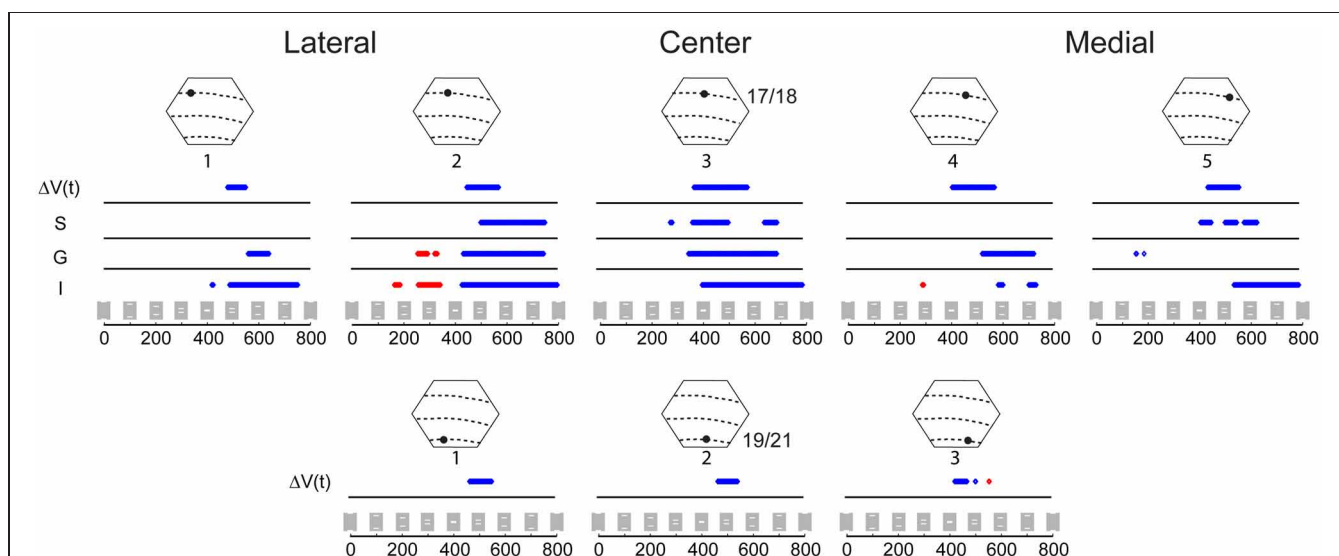 Lateral Center Medial
17/18
1 2 3 4 5
ΔV(t)
S
G
I
0 200 400 600 800 0 200 400 600 800 0 200 400 600 800 0 200 400 600 800 0 200 400 600 800
19/21
1 2 3
ΔV(t)
0 200 400 600 800 0 200 400 600 800 0 200 400 600 800